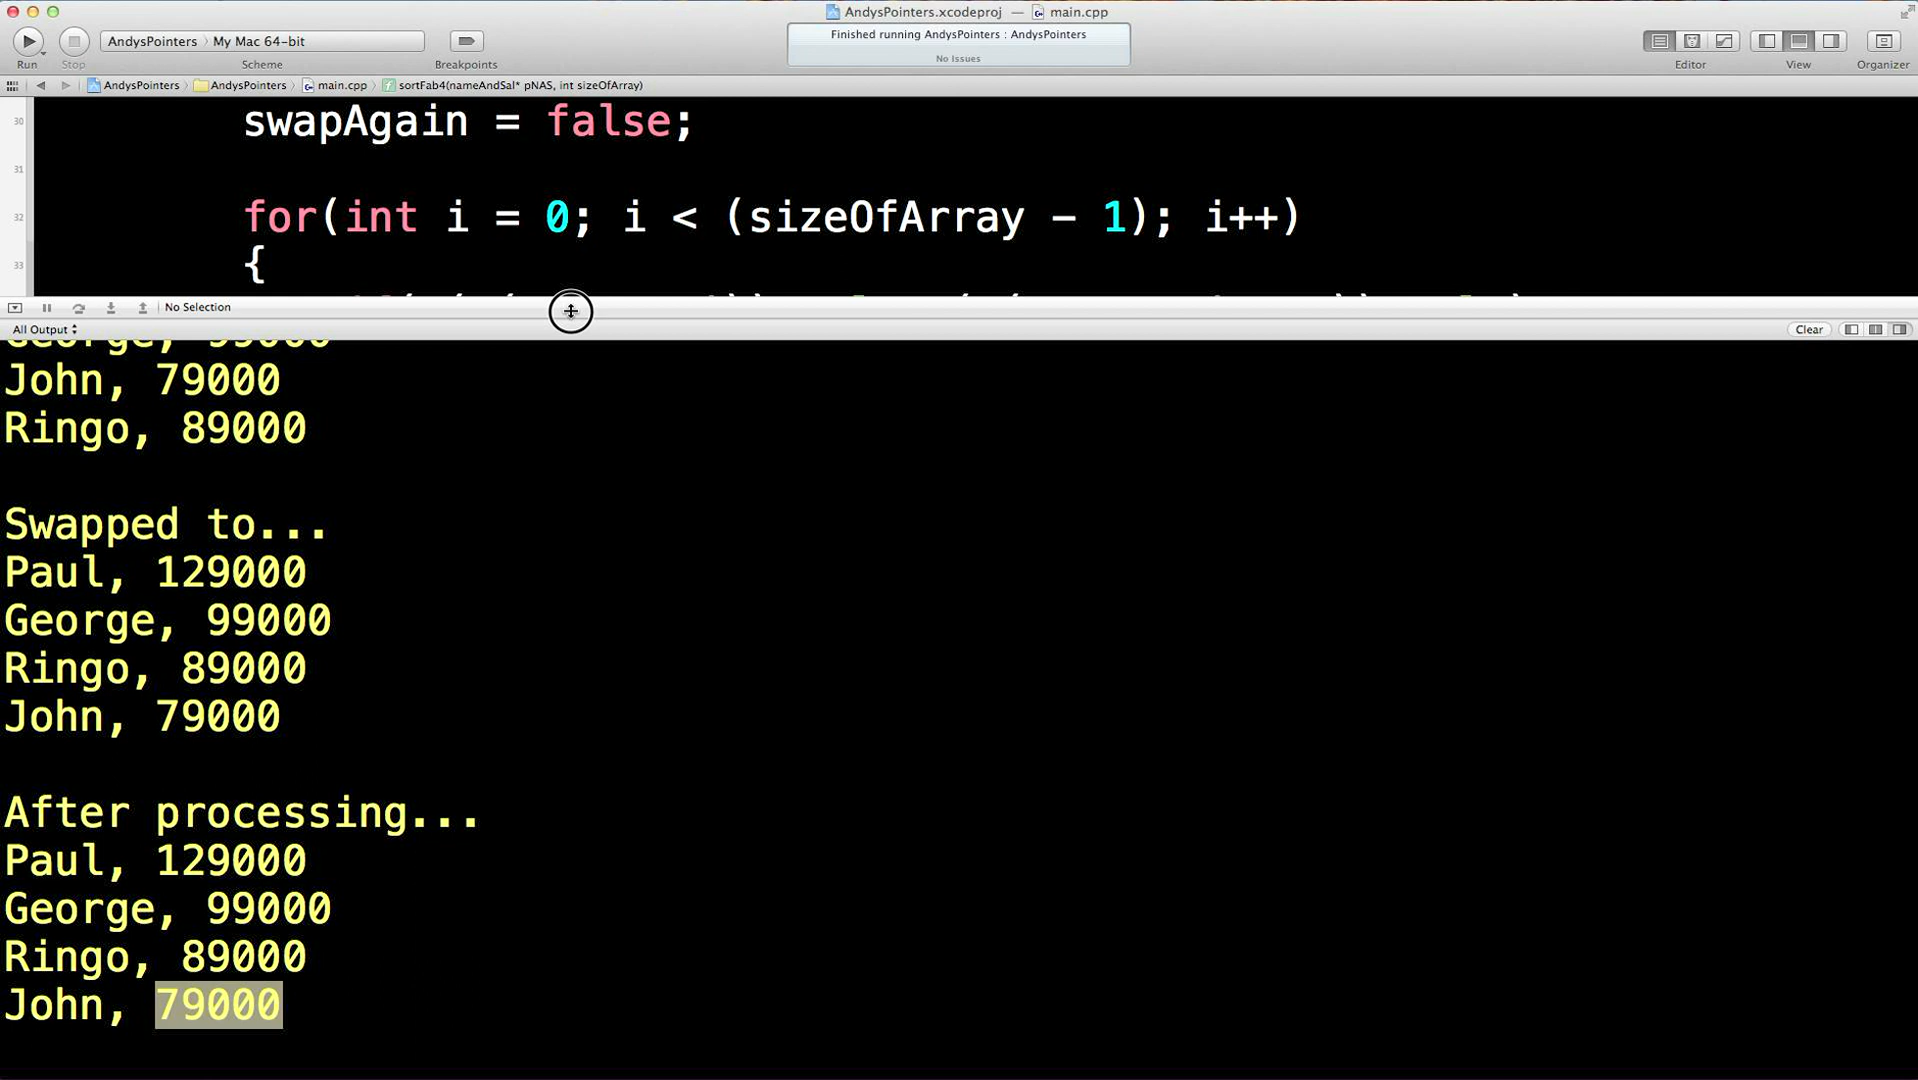 AndysPointers.xcodeproj — main.cpp
AndysPointers › My Mac 64-bit
Finished running AndysPointers : AndysPointers
No Issues
Run Stop Scheme Breakpoints Editor View Organizer
AndysPointers › AndysPointers › main.cpp › sortFab4(nameAndSal* pNAS, int sizeOfArray)
30 swapAgain = false;
31
32 for(int i = 0; i < (sizeOfArray - 1); i++)
33 {
No Selection
All Output
Clear
George, 99000
John, 79000
Ringo, 89000
Swapped to...
Paul, 129000
George, 99000
Ringo, 89000
John, 79000
After processing...
Paul, 129000
George, 99000
Ringo, 89000
John, 79000